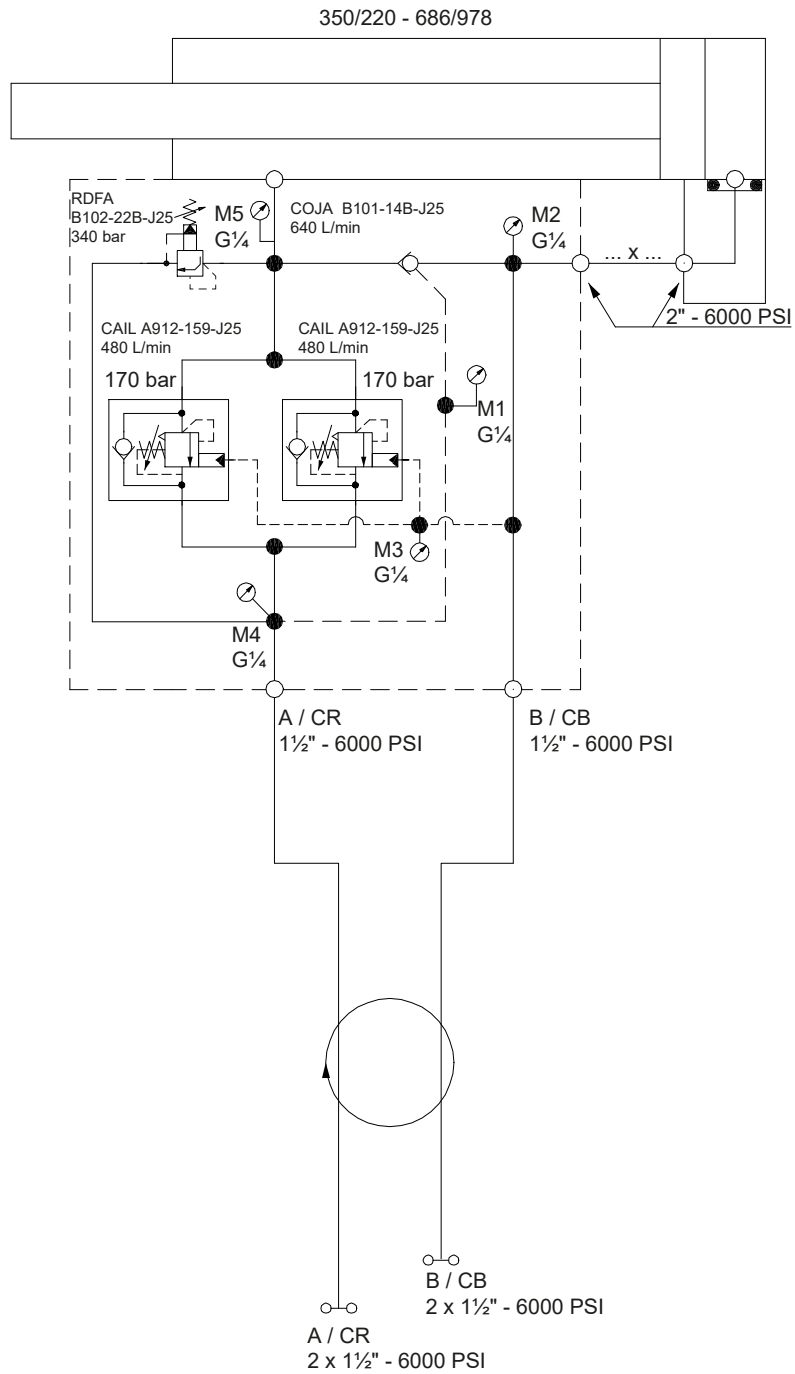 350/220 - 686/978
RDFA
B102-22B-J25
340 bar
M5
G¼
COJA B101-14B-J25
640 L/min
M2
G¼
... x ...
2" - 6000 PSI
CAIL A912-159-J25
480 L/min
170 bar
CAIL A912-159-J25
480 L/min
170 bar
M1
G¼
M3
G¼
M4
G¼
A / CR
1½" - 6000 PSI
B / CB
1½" - 6000 PSI
B / CB
2 x 1½" - 6000 PSI
A / CR
2 x 1½" - 6000 PSI